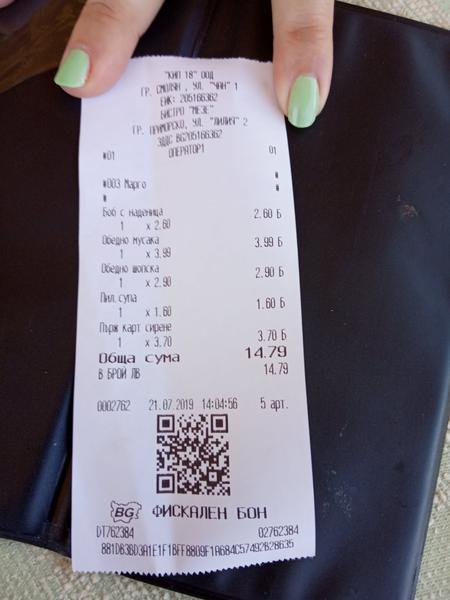 "КНП 18" ООД
ГР. СМОЛЯН , УЛ. "ЧАН" 1
ЕИК: 205166362
БИСТРО "МЕЗЕ"
ГР. ПРИМОРСКО, УЛ. "ЛИЛИЯ" 2
ЗДДС BG205166362
#01 ОПЕРАТОР1 01
#003 Марго #
# #
Боб с наденица 2.60 Б
1 x 2.60
Обедно мусака 3.99 Б
1 x 3.99
Обедно шопска 2.90 Б
1 x 2.90
Пил.супа 1.60 Б
1 x 1.60
Пърж карт сирене 3.70 Б
1 x 3.70
Обща сума 14.79
В БРОЙ ЛВ 14.79
0002762 21.07.2019 14:04:56 5 арт.
BG ФИСКАЛЕН БОН
DT762384 02762384
881D83BD3A1E1F1BFF8809F1A684C57492B28635